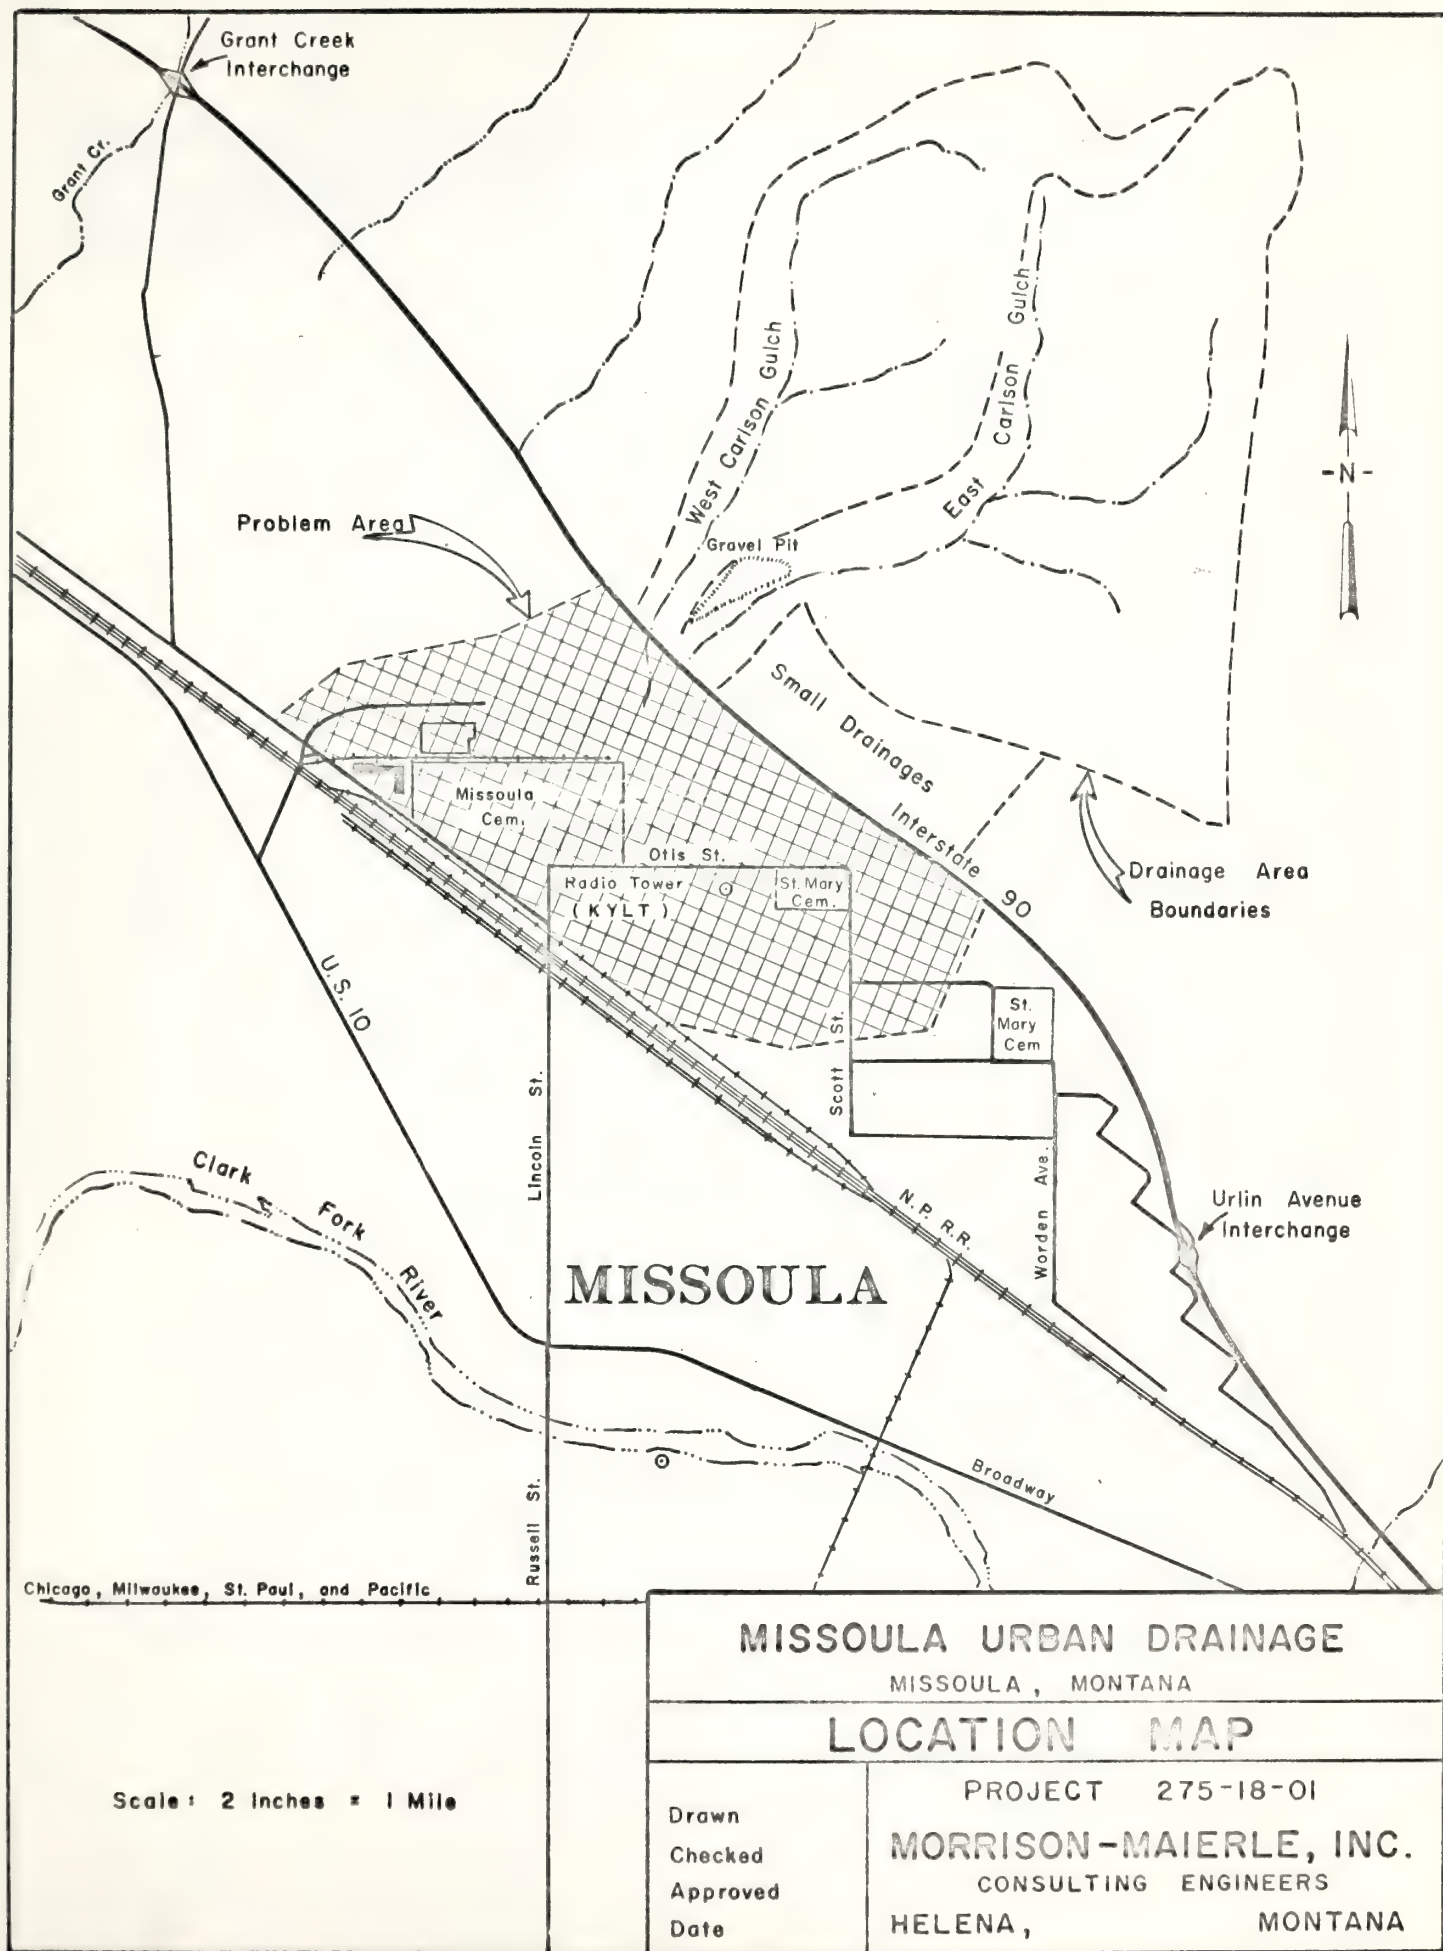 Grant Creek
Interchange
Grant Cr.
West Carlson Gulch
East Carlson Gulch
Gravel Pit
-N-
Problem Area
Small Drainages
Interstate 90
Drainage Area
Boundaries
Missoula
Cem.
Otis St.
Radio Tower
(KYLT)
St. Mary
Cem.
St.
Mary
Cem
U.S. 10
Scott St.
Lincoln St.
Worden Ave.
Clark Fork River
N.P. R.R.
Urlin Avenue
Interchange
MISSOULA
Broadway
Russell St.
Chicago, Milwaukee, St. Paul, and Pacific
Scale: 2 Inches = 1 Mile
MISSOULA URBAN DRAINAGE
MISSOULA, MONTANA
LOCATION MAP
Drawn
Checked
Approved
Date
PROJECT 275-18-01
MORRISON-MAIERLE, INC.
CONSULTING ENGINEERS
HELENA, MONTANA